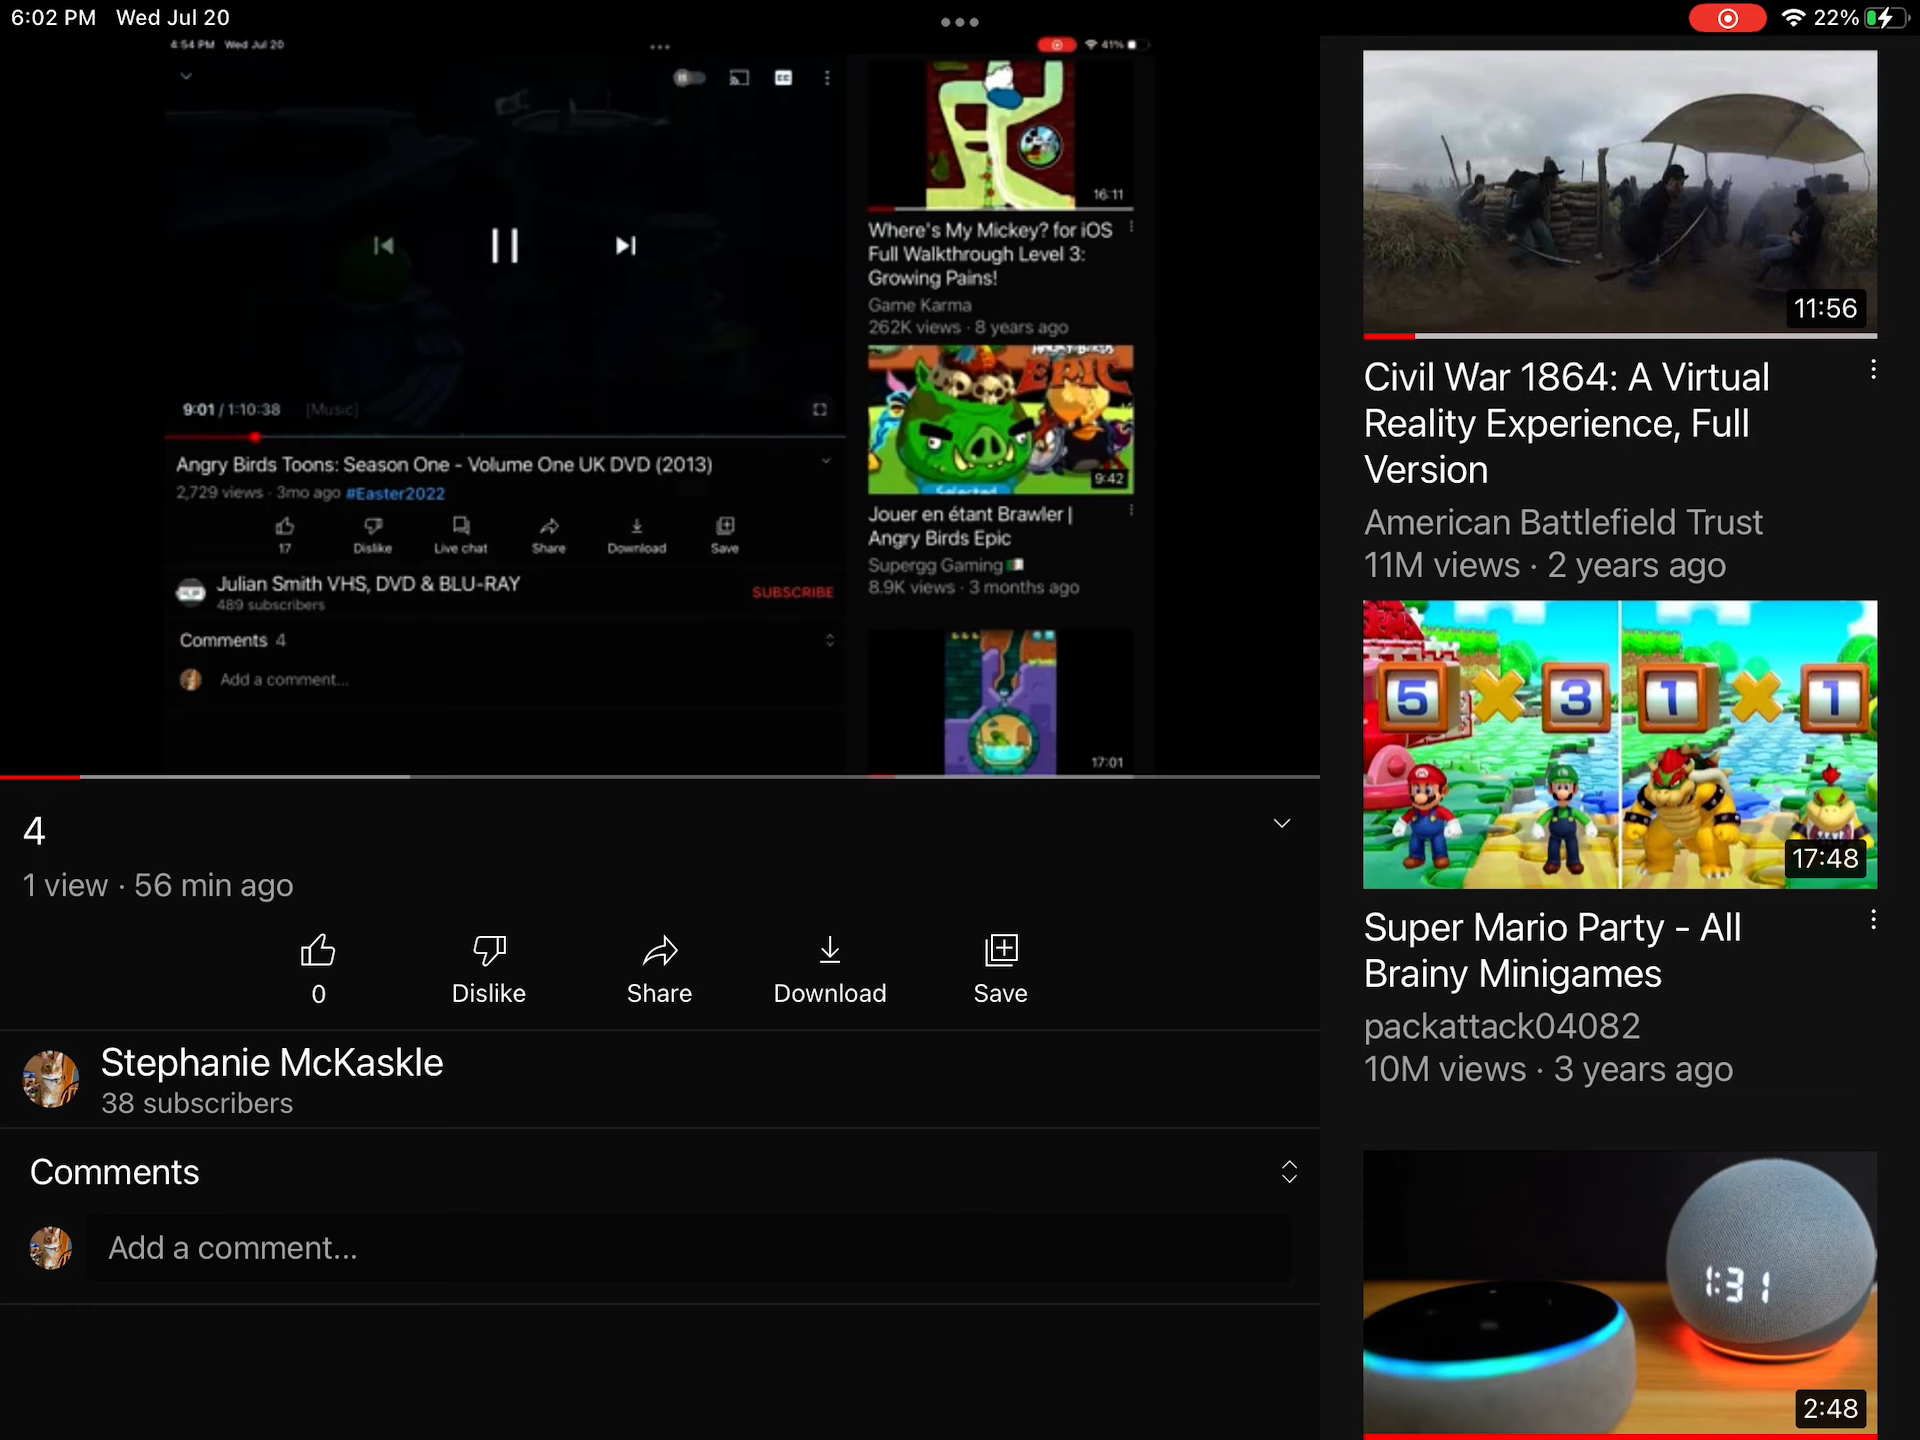 6:02 PM Wed Jul 20
22%
4:54 PM Wed Jul 20
41%
CC
9:01 / 1:10:38 [Music]
Angry Birds Toons: Season One - Volume One UK DVD (2013)
2,729 views · 3mo ago #Easter2022
17 Dislike Live chat Share Download Save
Julian Smith VHS, DVD & BLU-RAY
489 subscribers
SUBSCRIBE
Comments 4
Add a comment...
16:11
Where's My Mickey? for iOS
Full Walkthrough Level 3:
Growing Pains!
Game Karma
262K views · 8 years ago
ANGRY BIRDS
EPIC
Selected
9:42
Jouer en étant Brawler |
Angry Birds Epic
Supergg Gaming
8.9K views · 3 months ago
17:01
4
1 view · 56 min ago
0 Dislike Share Download Save
Stephanie McKaskle
38 subscribers
Comments
Add a comment...
11:56
Civil War 1864: A Virtual
Reality Experience, Full
Version
American Battlefield Trust
11M views · 2 years ago
5 3 1 1
17:48
Super Mario Party - All
Brainy Minigames
packattack04082
10M views · 3 years ago
1:31
2:48